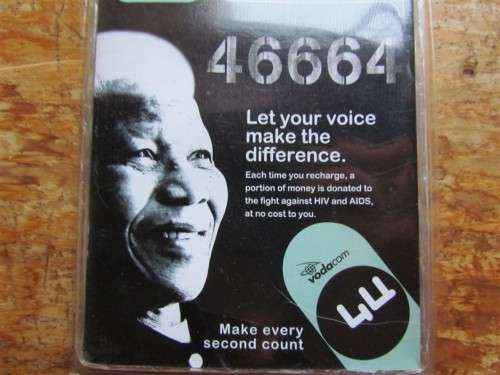 46664
Let your voice
make the
difference.
Each time you recharge, a
portion of money is donated to
the fight against HIV and AIDS,
at no cost to you.
vodacom
4U
Make every
second count